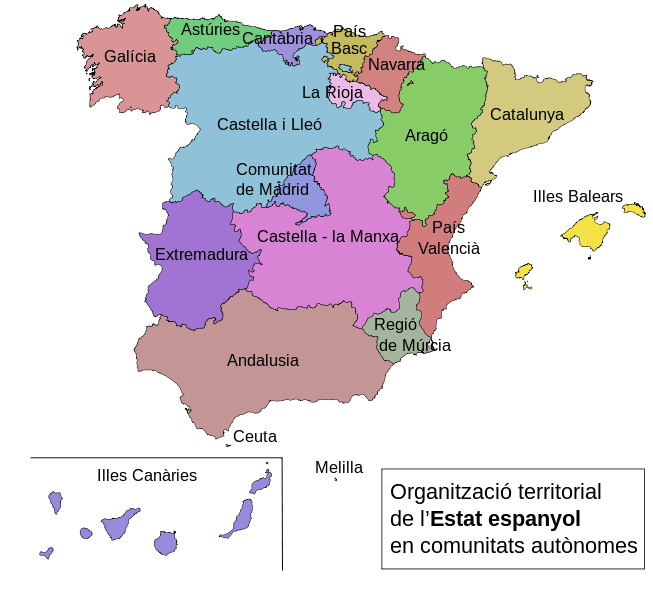 Astúries
Cantàbria
País
Basc
Galícia
Navarra
La Rioja
Castella i Lleó
Catalunya
Aragó
Comunitat
de Madrid
Illes Balears
Castella - la Manxa
País
Valencià
Extremadura
Regió
de Múrcia
Andalusia
Ceuta
Melilla
Illes Canàries
Organització territorial
de l’Estat espanyol
en comunitats autònomes